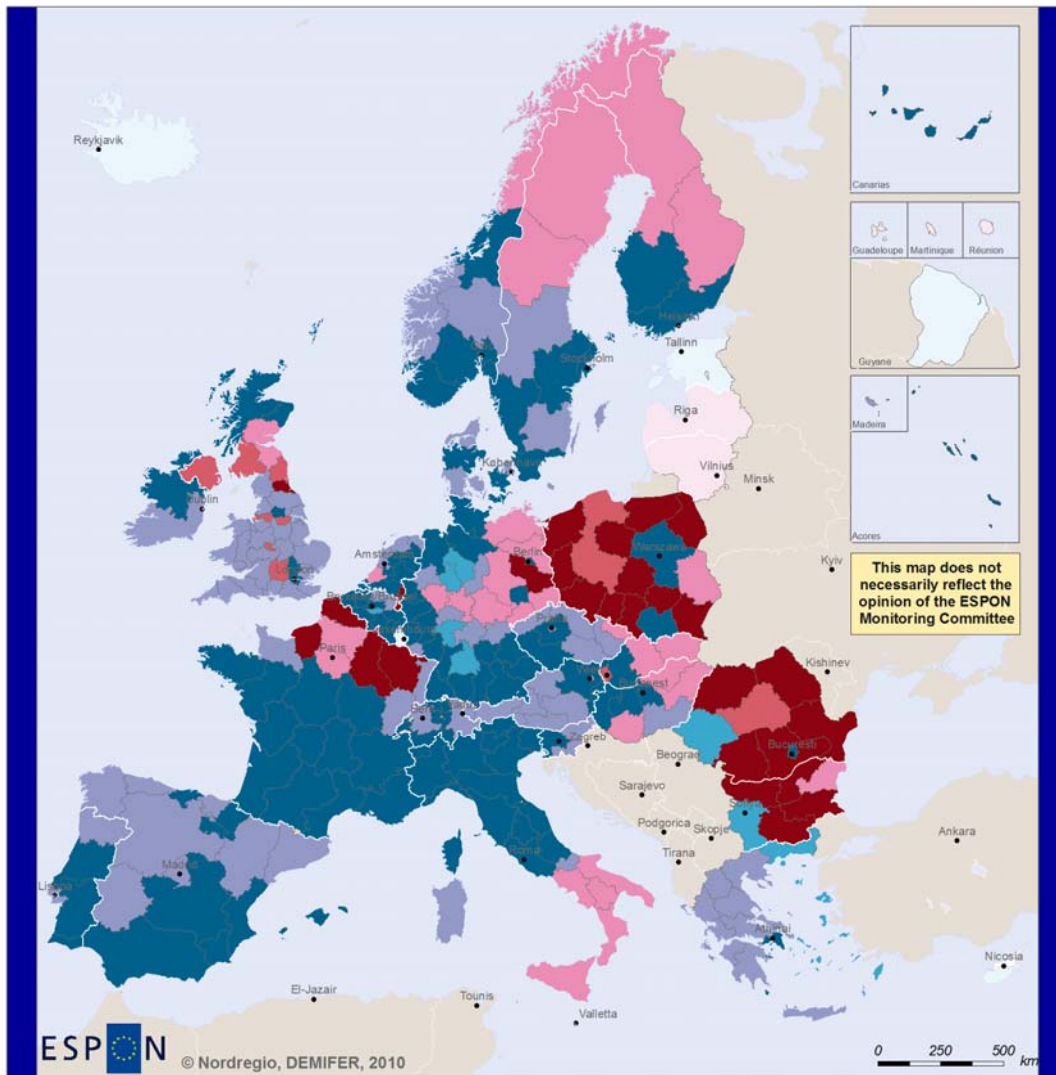 Reykjavik
Canarias
Guadeloupe
Martinique
Réunion
Guyane
Madeira
Acores
Helsinki
Tallinn
Stockholm
Riga
Vilnius
Minsk
København
Dublin
London
Amsterdam
Berlin
Warszawa
Kyiv
This map does not
necessarily reflect the
opinion of the ESPON
Monitoring Committee
Paris
Praha
Kishinev
Budapest
Zagreb
Beograd
Bucuresti
Sarajevo
Podgorica
Skopje
Sofia
Tirana
Ankara
Madrid
Lisboa
Roma
Athinai
Nicosia
El-Jazair
Tounis
Valletta
ESPON
© Nordregio, DEMIFER, 2010
0 250 500
km